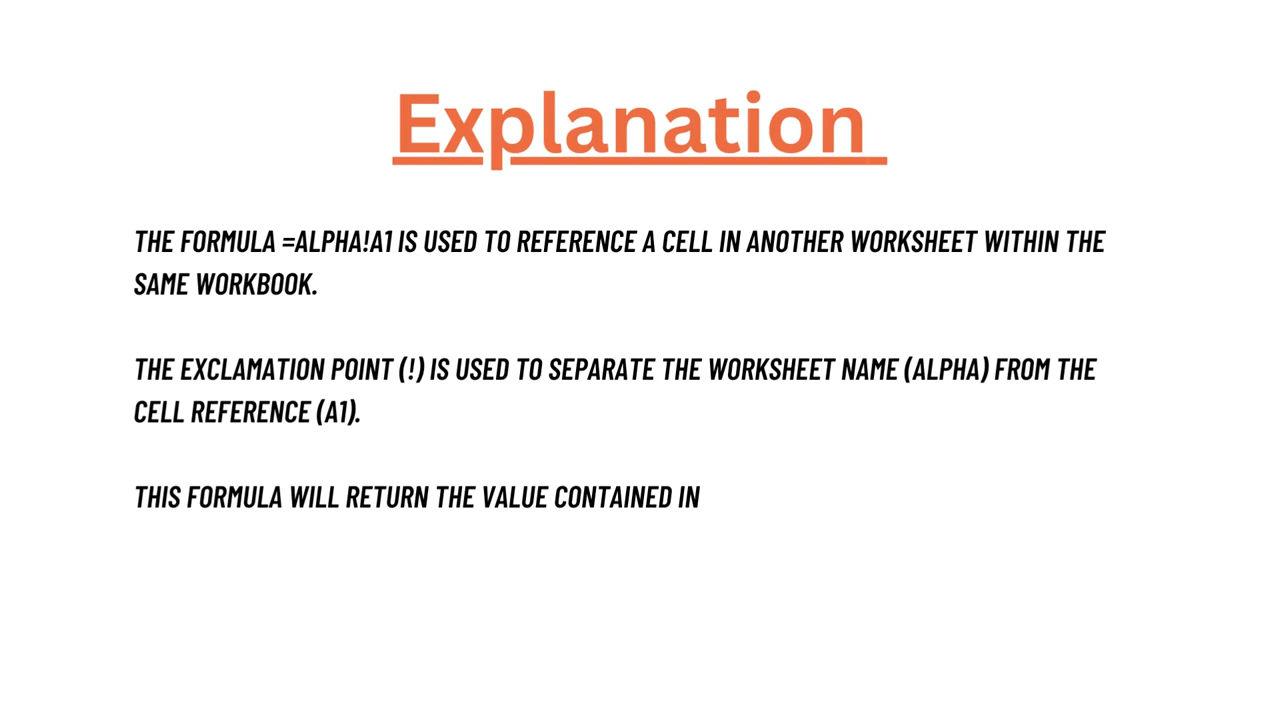 Explanation
THE FORMULA =ALPHA!A1 IS USED TO REFERENCE A CELL IN ANOTHER WORKSHEET WITHIN THE
SAME WORKBOOK.
THE EXCLAMATION POINT (!) IS USED TO SEPARATE THE WORKSHEET NAME (ALPHA) FROM THE
CELL REFERENCE (A1).
THIS FORMULA WILL RETURN THE VALUE CONTAINED IN